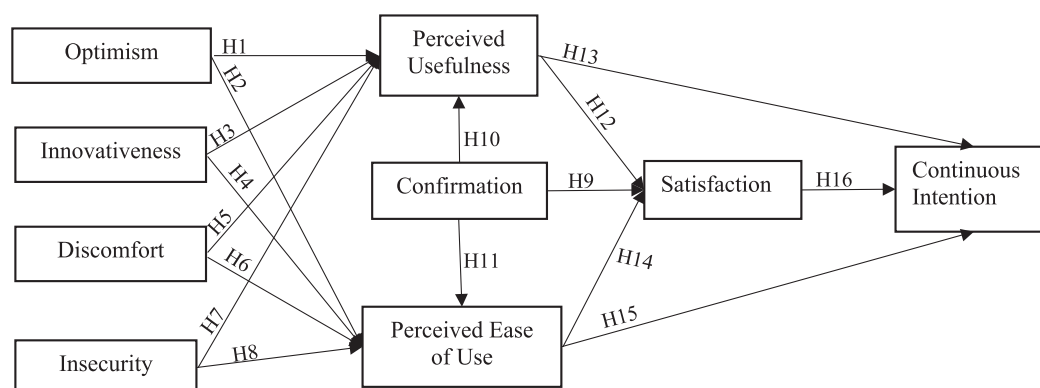 Optimism
H1
H2
Perceived
Usefulness
H13
H12
Innovativeness
H3
H4
H10
Confirmation
H9
Satisfaction
H16
Continuous
Intention
Discomfort
H5
H6
H11
H14
H7
Insecurity
H8
Perceived Ease
of Use
H15